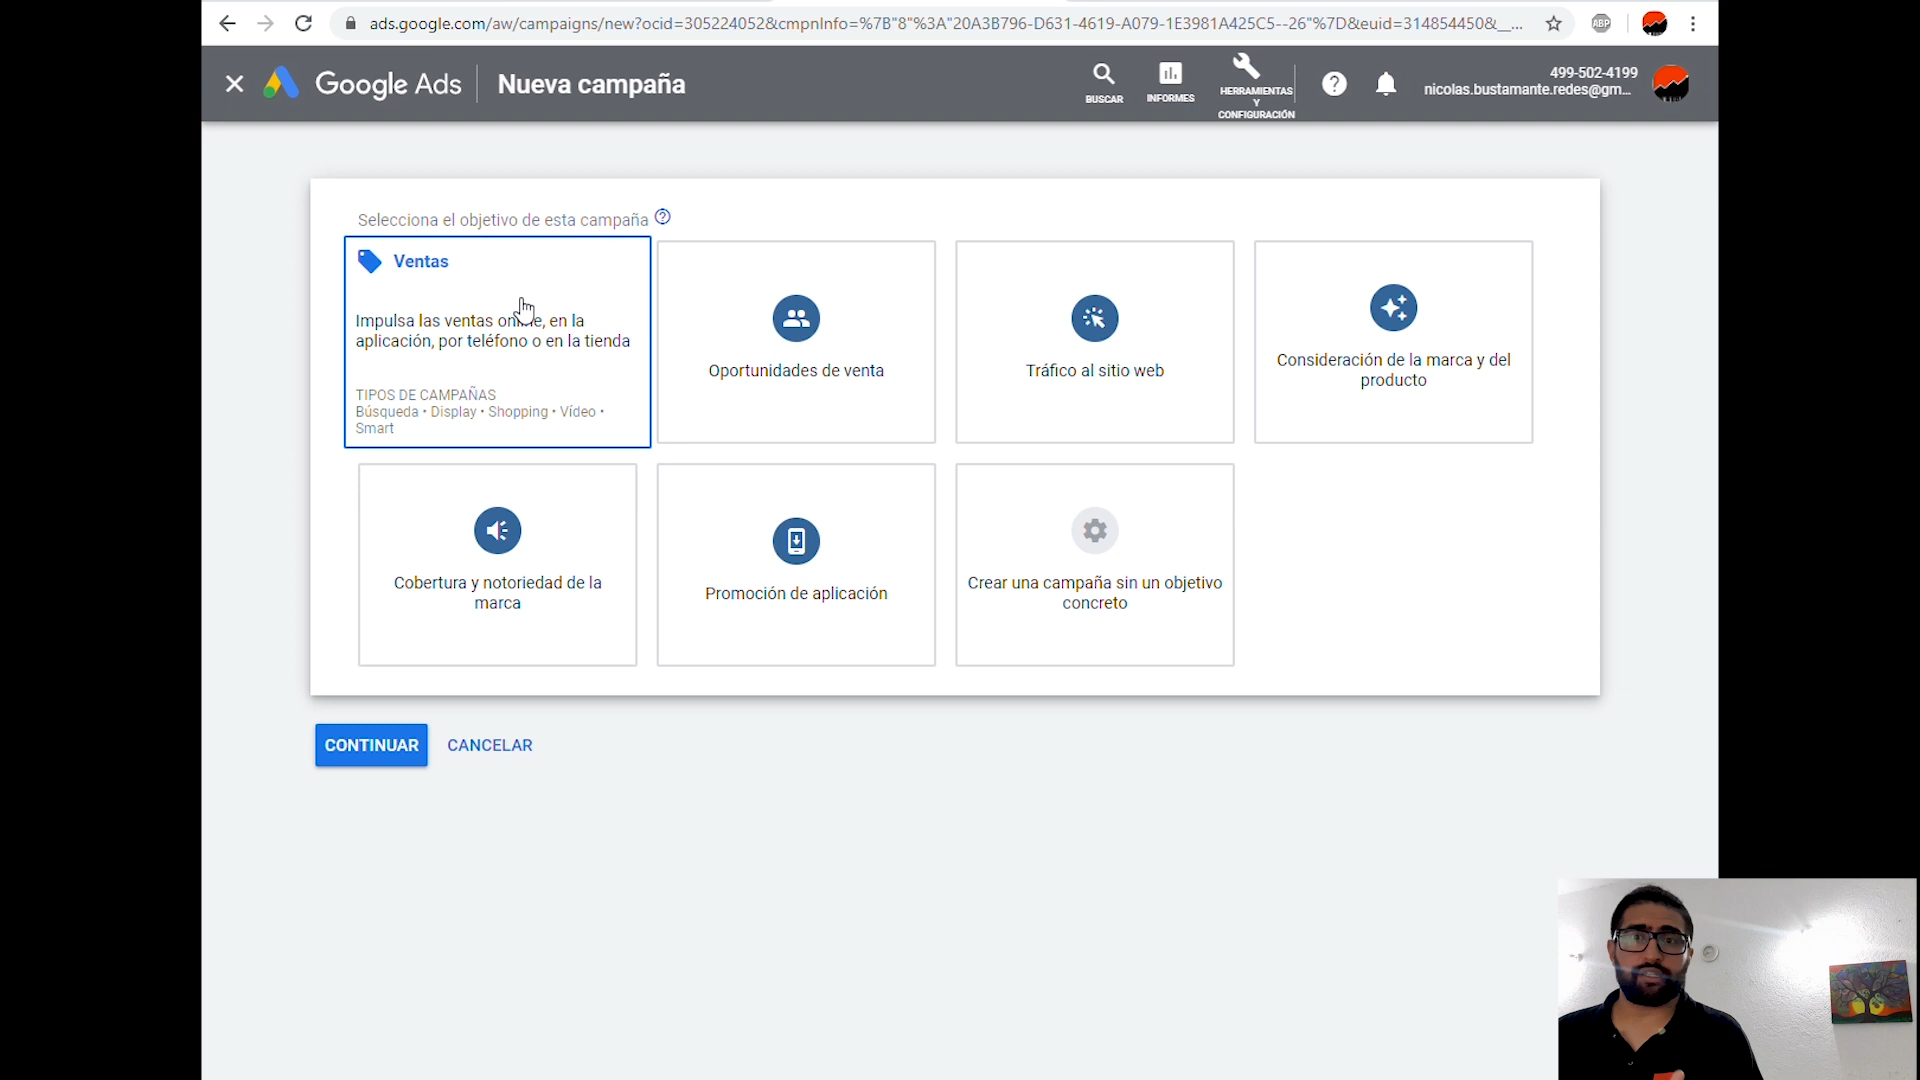 ads.google.com/aw/campaigns/new?ocid=305224052&cmpnInfo=%7B"8"%3A"20A3B796-D631-4619-A079-1E3981A425C5--26"%7D&euid=314854450&__...
ABP
Google Ads
Nueva campaña
BUSCAR
INFORMES
HERRAMIENTAS
Y
CONFIGURACIÓN
499-502-4199
nicolas.bustamante.redes@gm...
Selecciona el objetivo de esta campaña
Ventas
Impulsa las ventas online, en la
aplicación, por teléfono o en la tienda
TIPOS DE CAMPAÑAS
Búsqueda • Display • Shopping • Vídeo •
Smart
Oportunidades de venta
Tráfico al sitio web
Consideración de la marca y del
producto
Cobertura y notoriedad de la
marca
Promoción de aplicación
Crear una campaña sin un objetivo
concreto
CONTINUAR
CANCELAR